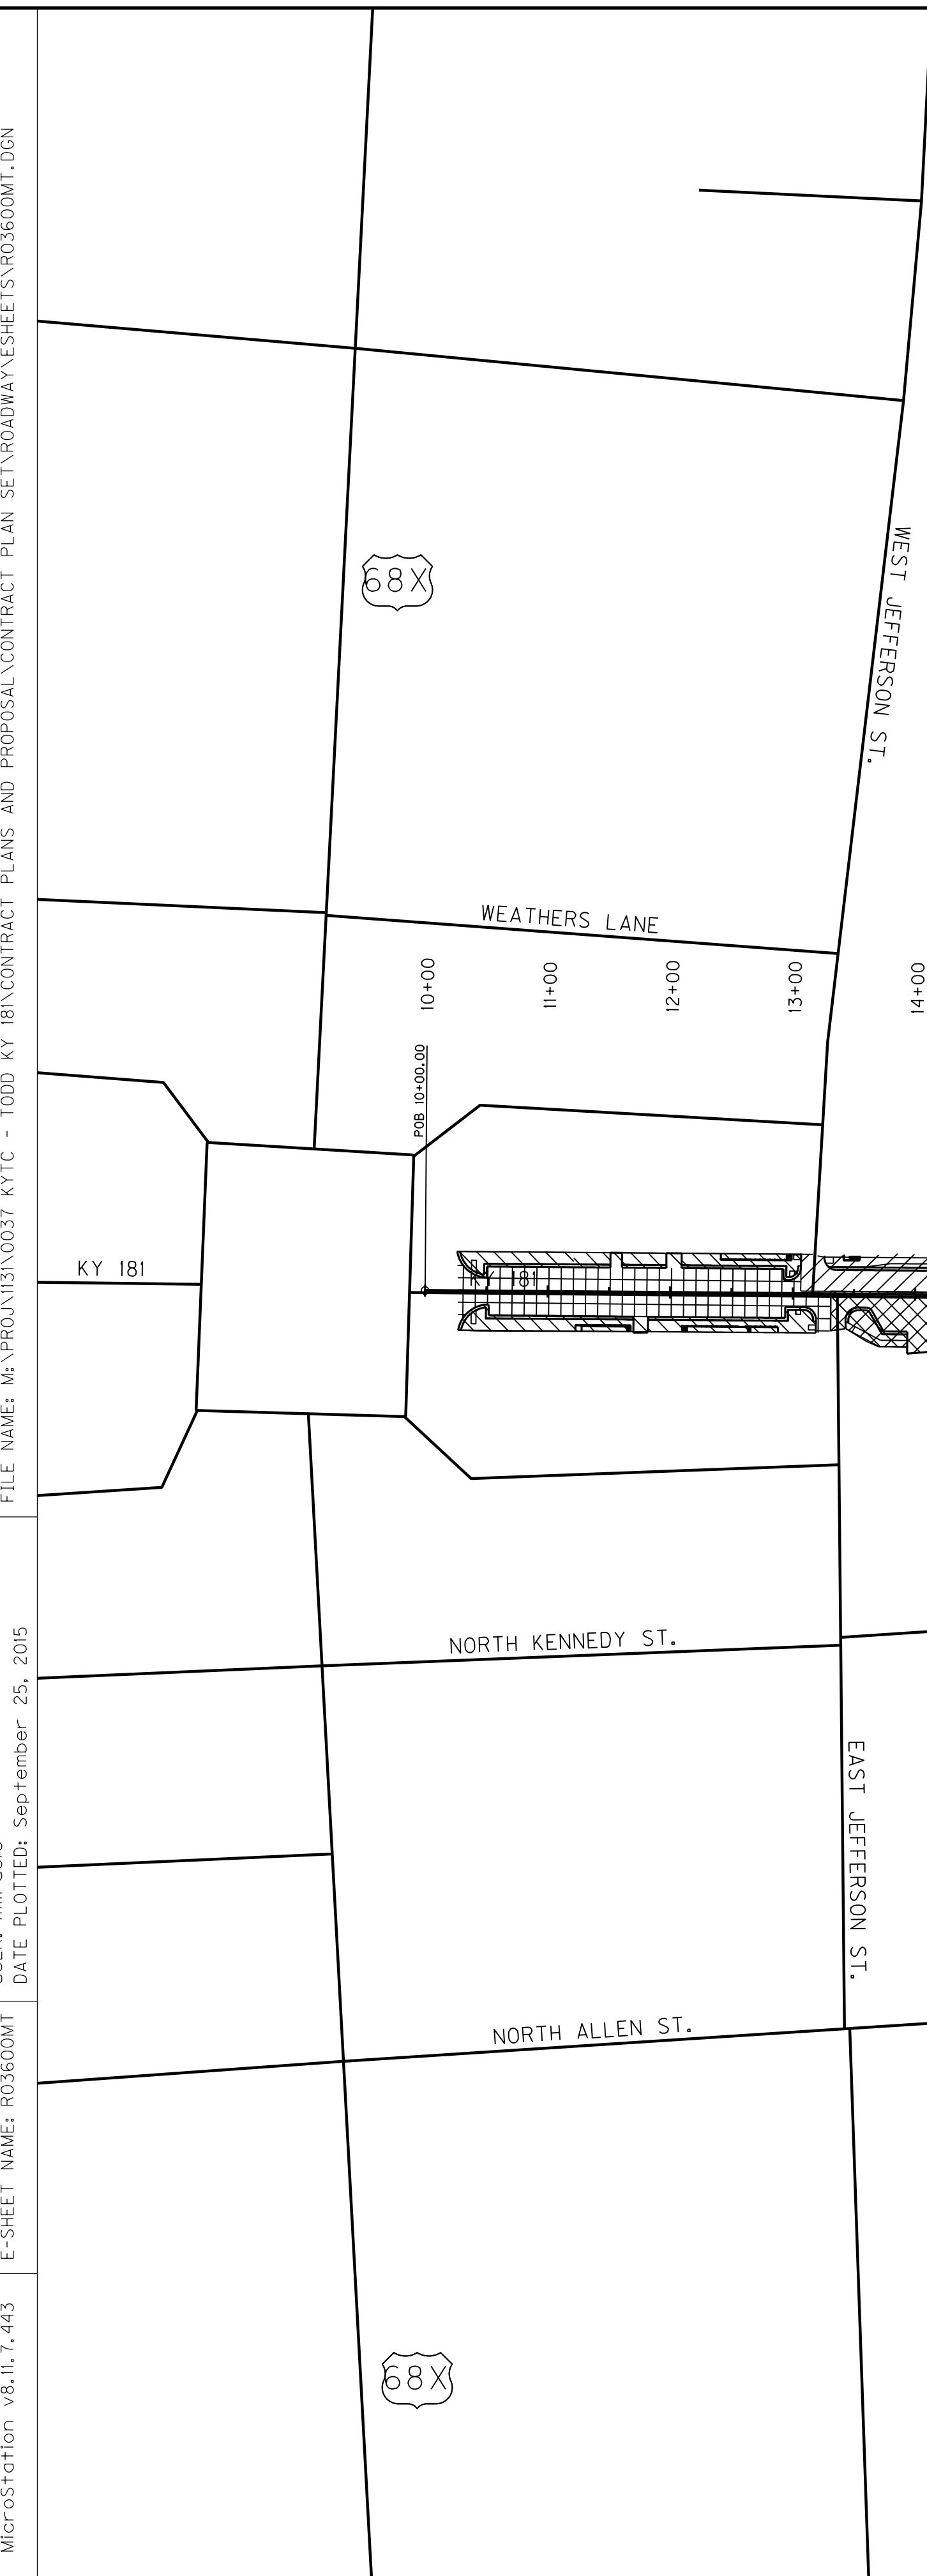 FILE NAME: M:\PROJ\1131\0037 KYTC - TODD KY 181\CONTRACT PLANS AND PROPOSAL\CONTRACT PLAN SET\ROADWAY\ESHEETS\R03600MT.DGN
DATE PLOTTED: September 25, 2015
E-SHEET NAME: R03600MT
MicroStation v8.11.7.443
68X
WEST JEFFERSON ST.
WEATHERS LANE
10+00
11+00
12+00
13+00
14+00
POB 10+00.00
KY 181
KY 181
NORTH KENNEDY ST.
EAST JEFFERSON ST.
NORTH ALLEN ST.
68X